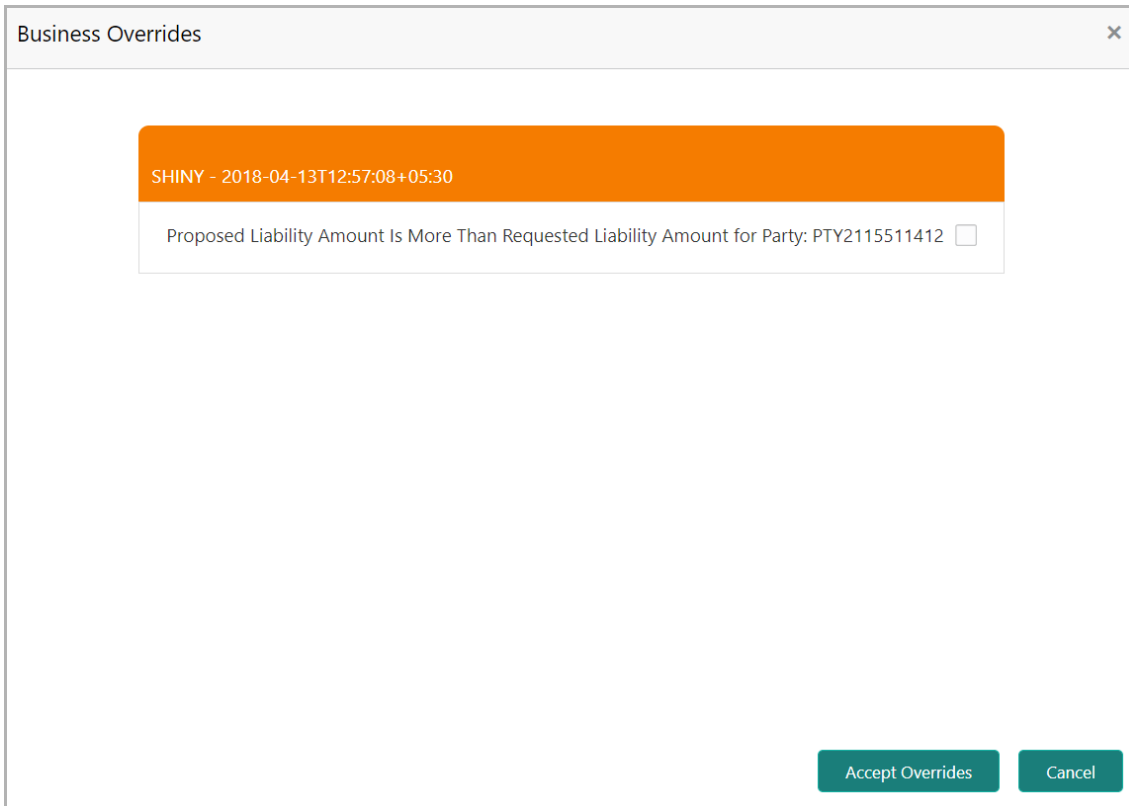 Business Overrides
SHINY - 2018-04-13T12:57:08+05:30
Proposed Liability Amount Is More Than Requested Liability Amount for Party: PTY2115511412
Accept Overrides
Cancel